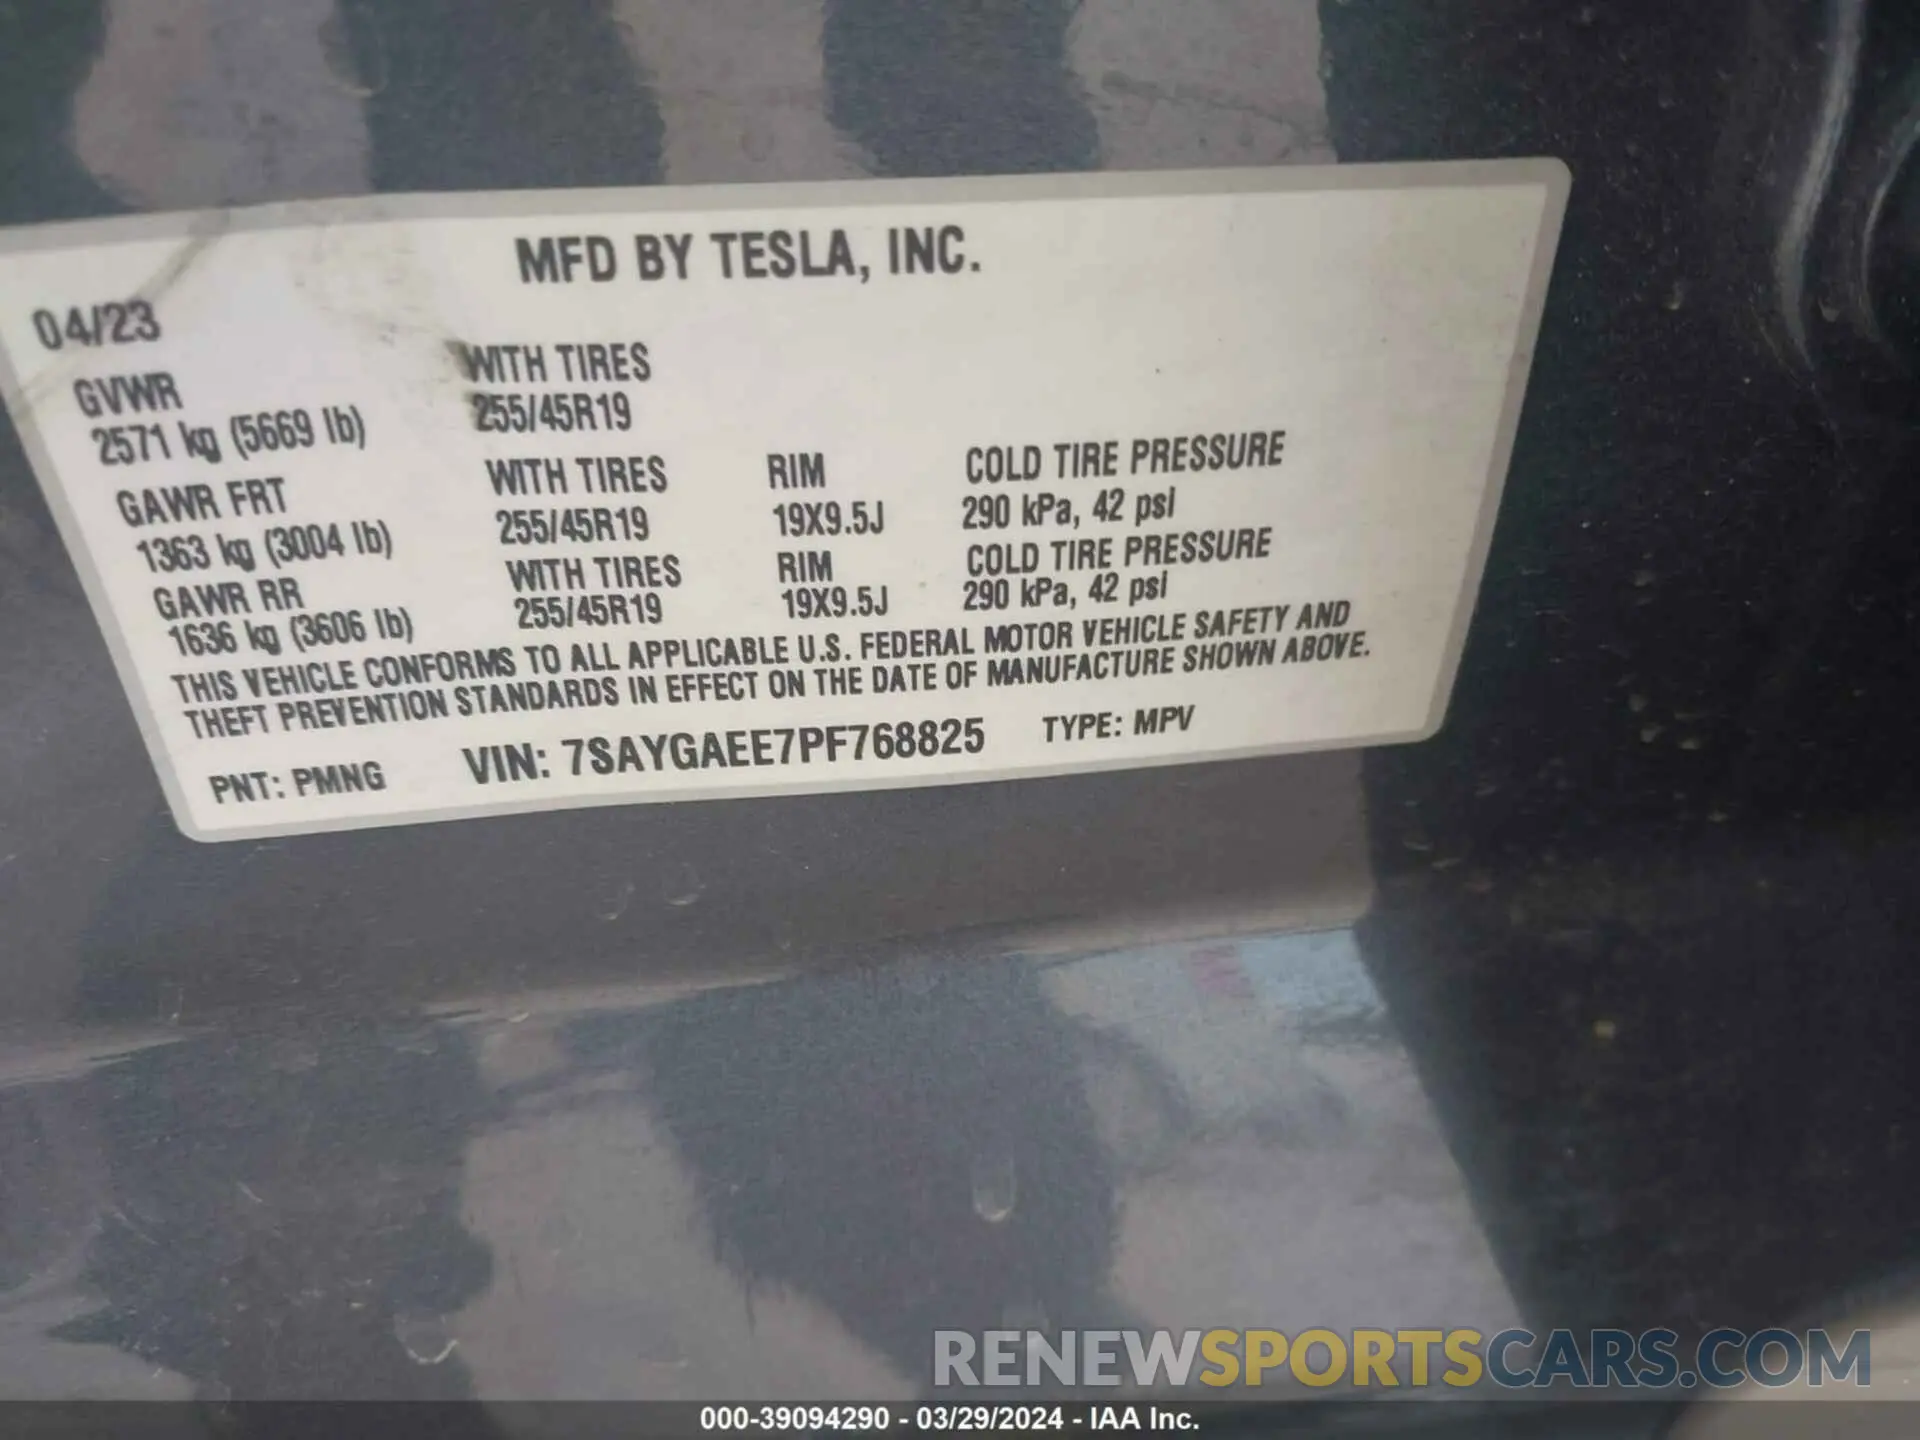 MFD BY TESLA, INC.
04/23
GVWR WITH TIRES
2571 kg (5669 lb) 255/45R19
GAWR FRT WITH TIRES RIM COLD TIRE PRESSURE
1363 kg (3004 lb) 255/45R19 19X9.5J 290 kPa, 42 psi
GAWR RR WITH TIRES RIM COLD TIRE PRESSURE
1636 kg (3606 lb) 255/45R19 19X9.5J 290 kPa, 42 psi
THIS VEHICLE CONFORMS TO ALL APPLICABLE U.S. FEDERAL MOTOR VEHICLE SAFETY AND
THEFT PREVENTION STANDARDS IN EFFECT ON THE DATE OF MANUFACTURE SHOWN ABOVE.
PNT: PMNG VIN: 7SAYGAEE7PF768825 TYPE: MPV
RENEWSPORTSCARS.COM
000-39094290 - 03/29/2024 - IAA Inc.